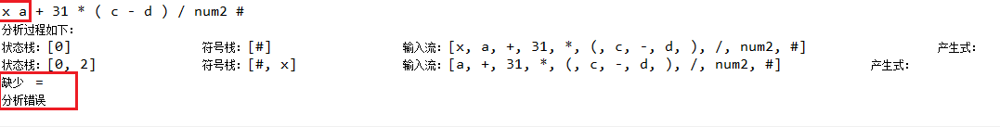 x a + 31 * ( c - d ) / num2 #
分析过程如下：
状态栈：[0] 符号栈：[#] 输入流：[x, a, +, 31, *, (, c, -, d, ), /, num2, #] 产生式：
状态栈：[0, 2] 符号栈：[#, x] 输入流：[a, +, 31, *, (, c, -, d, ), /, num2, #] 产生式：
缺少 =
分析错误